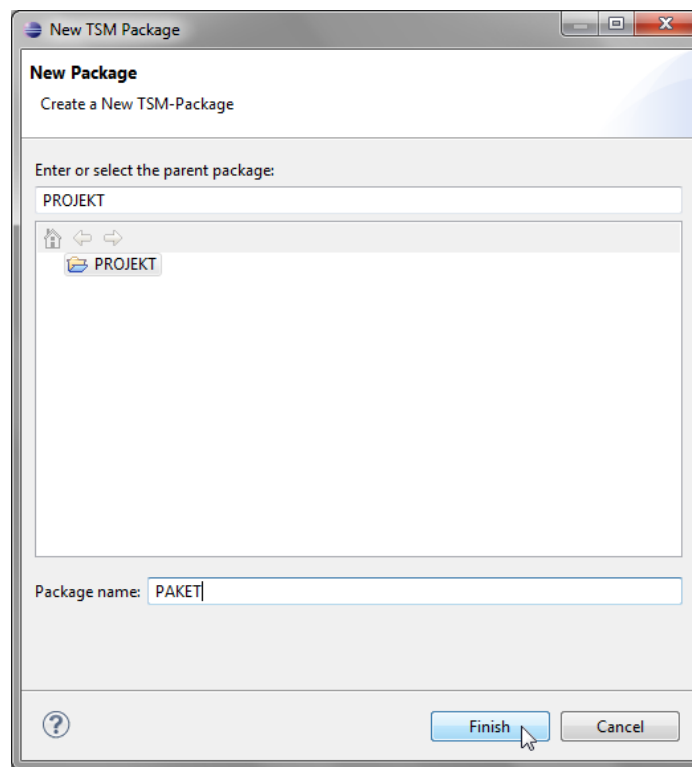 New TSM Package
New Package
Create a New TSM-Package
Enter or select the parent package:
PROJEKT
PROJEKT
Package name: PAKET
?
Finish Cancel